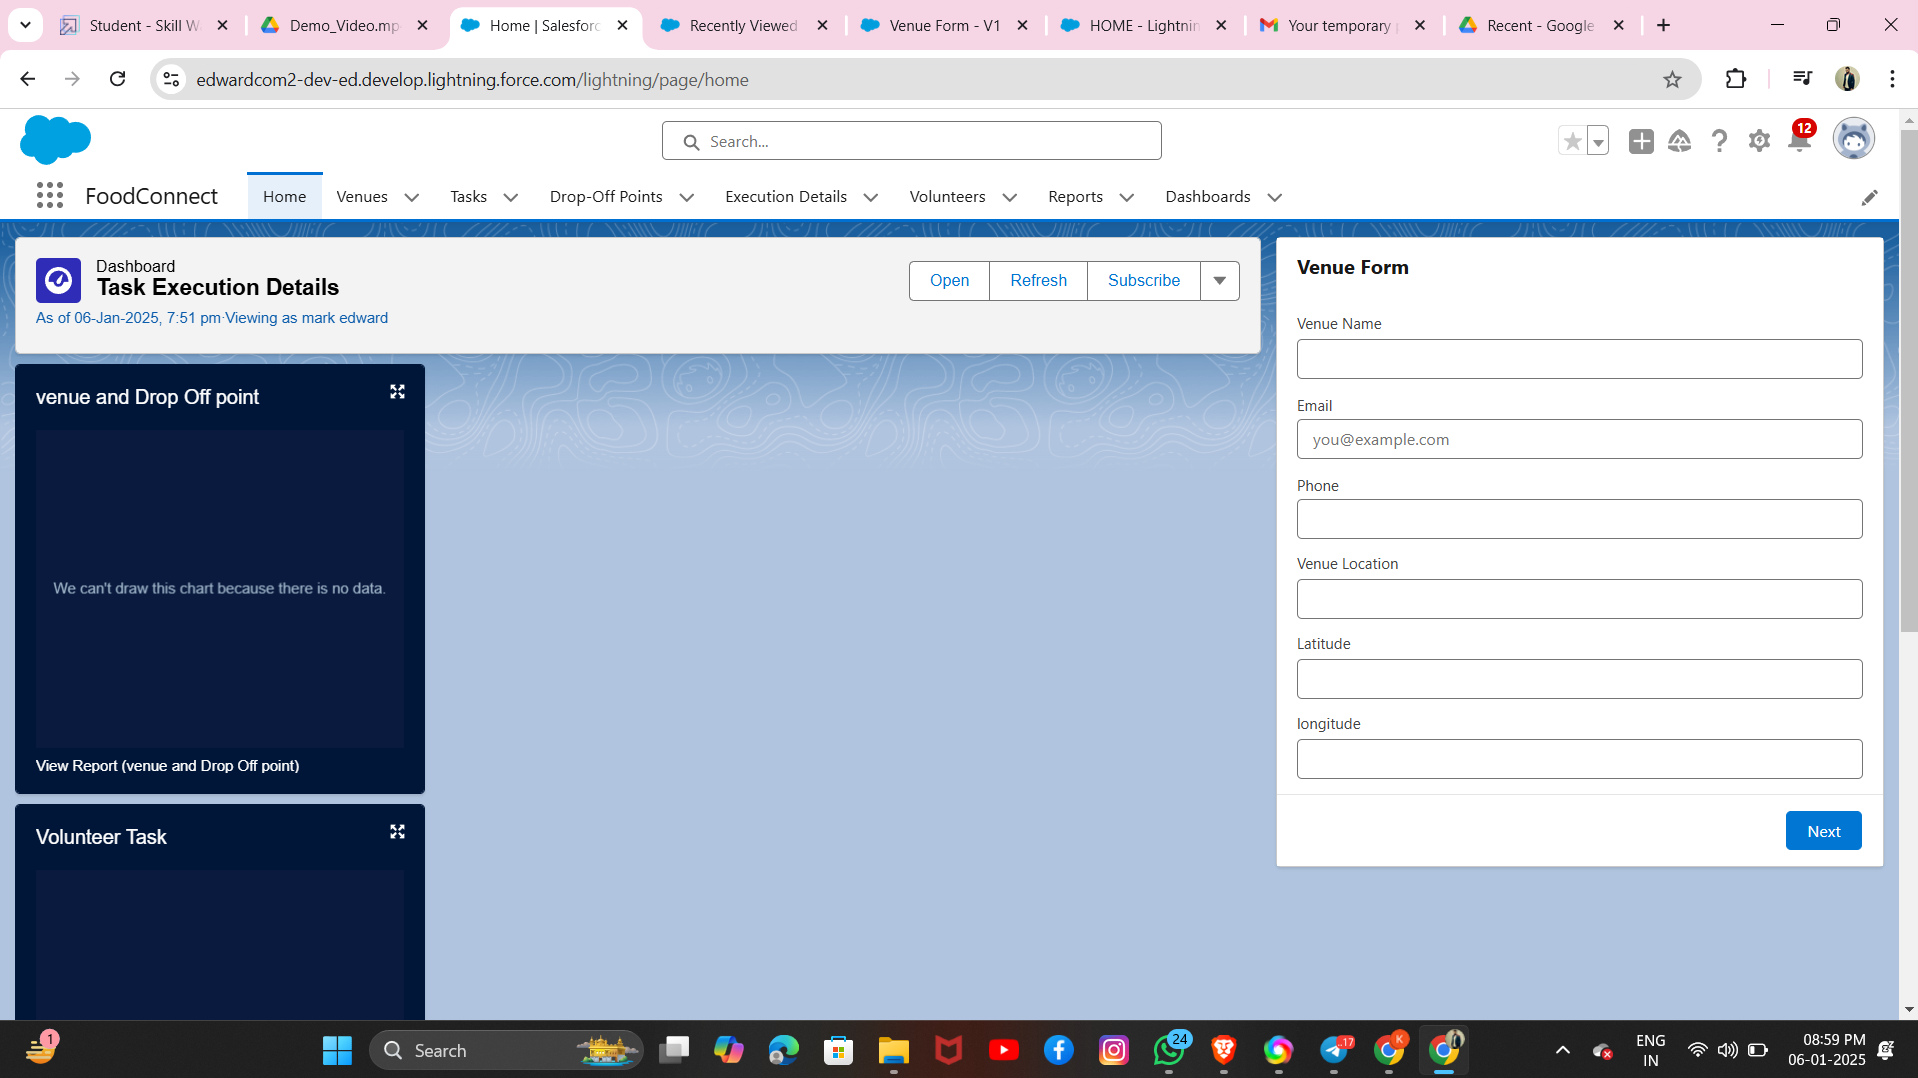 Student - Skill W
Demo_Video.mp
Home | Salesforc
Recently Viewed
Venue Form - V1
HOME - Lightnin
Your temporary p
Recent - Google
edwardcom2-dev-ed.develop.lightning.force.com/lightning/page/home
Search...
12
FoodConnect
Home
Venues
Tasks
Drop-Off Points
Execution Details
Volunteers
Reports
Dashboards
Dashboard
Task Execution Details
As of 06-Jan-2025, 7:51 pm·Viewing as mark edward
Open
Refresh
Subscribe
venue and Drop Off point
We can't draw this chart because there is no data.
View Report (venue and Drop Off point)
Volunteer Task
Venue Form
Venue Name
Email
you@example.com
Phone
Venue Location
Latitude
longitude
Next
1
Search
24
17
K
ENG
IN
08:59 PM
06-01-2025